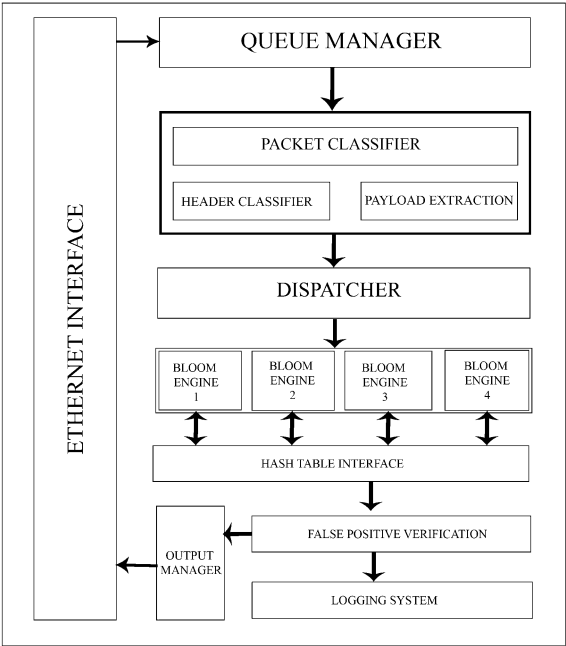 ETHERNET INTERFACE
QUEUE MANAGER
PACKET CLASSIFIER
HEADER CLASSIFIER
PAYLOAD EXTRACTION
DISPATCHER
BLOOM
ENGINE
1
BLOOM
ENGINE
2
BLOOM
ENGINE
3
BLOOM
ENGINE
4
HASH TABLE INTERFACE
FALSE POSITIVE VERIFICATION
OUTPUT
MANAGER
LOGGING SYSTEM